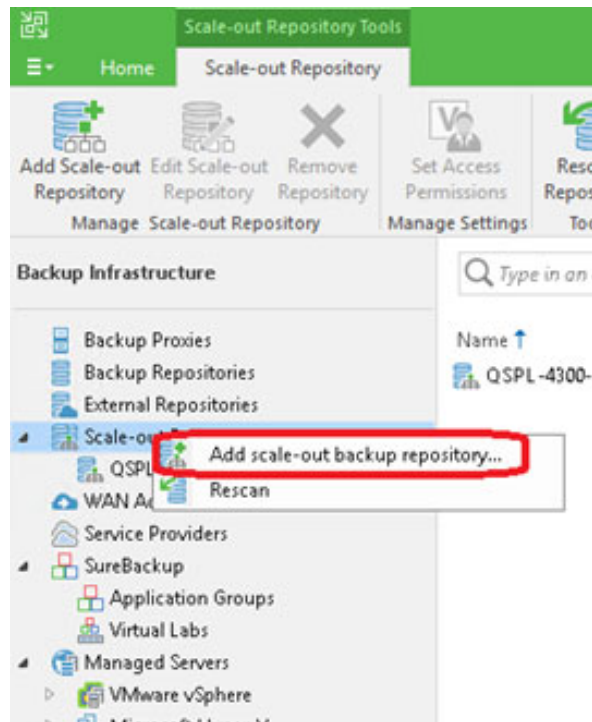 Scale-out Repository Tools
Home Scale-out Repository
Add Scale-out Edit Scale-out Remove Set Access
Repository Repository Repository Permissions
Manage Scale-out Repository Manage Settings
Backup Infrastructure
Type in an
Name
Backup Proxies
Backup Repositories
QSPL-4300-
External Repositories
Scale-ou
Add scale-out backup repository...
QSPL
Rescan
WAN A
Service Providers
SureBackup
Application Groups
Virtual Labs
Managed Servers
VMware vSphere